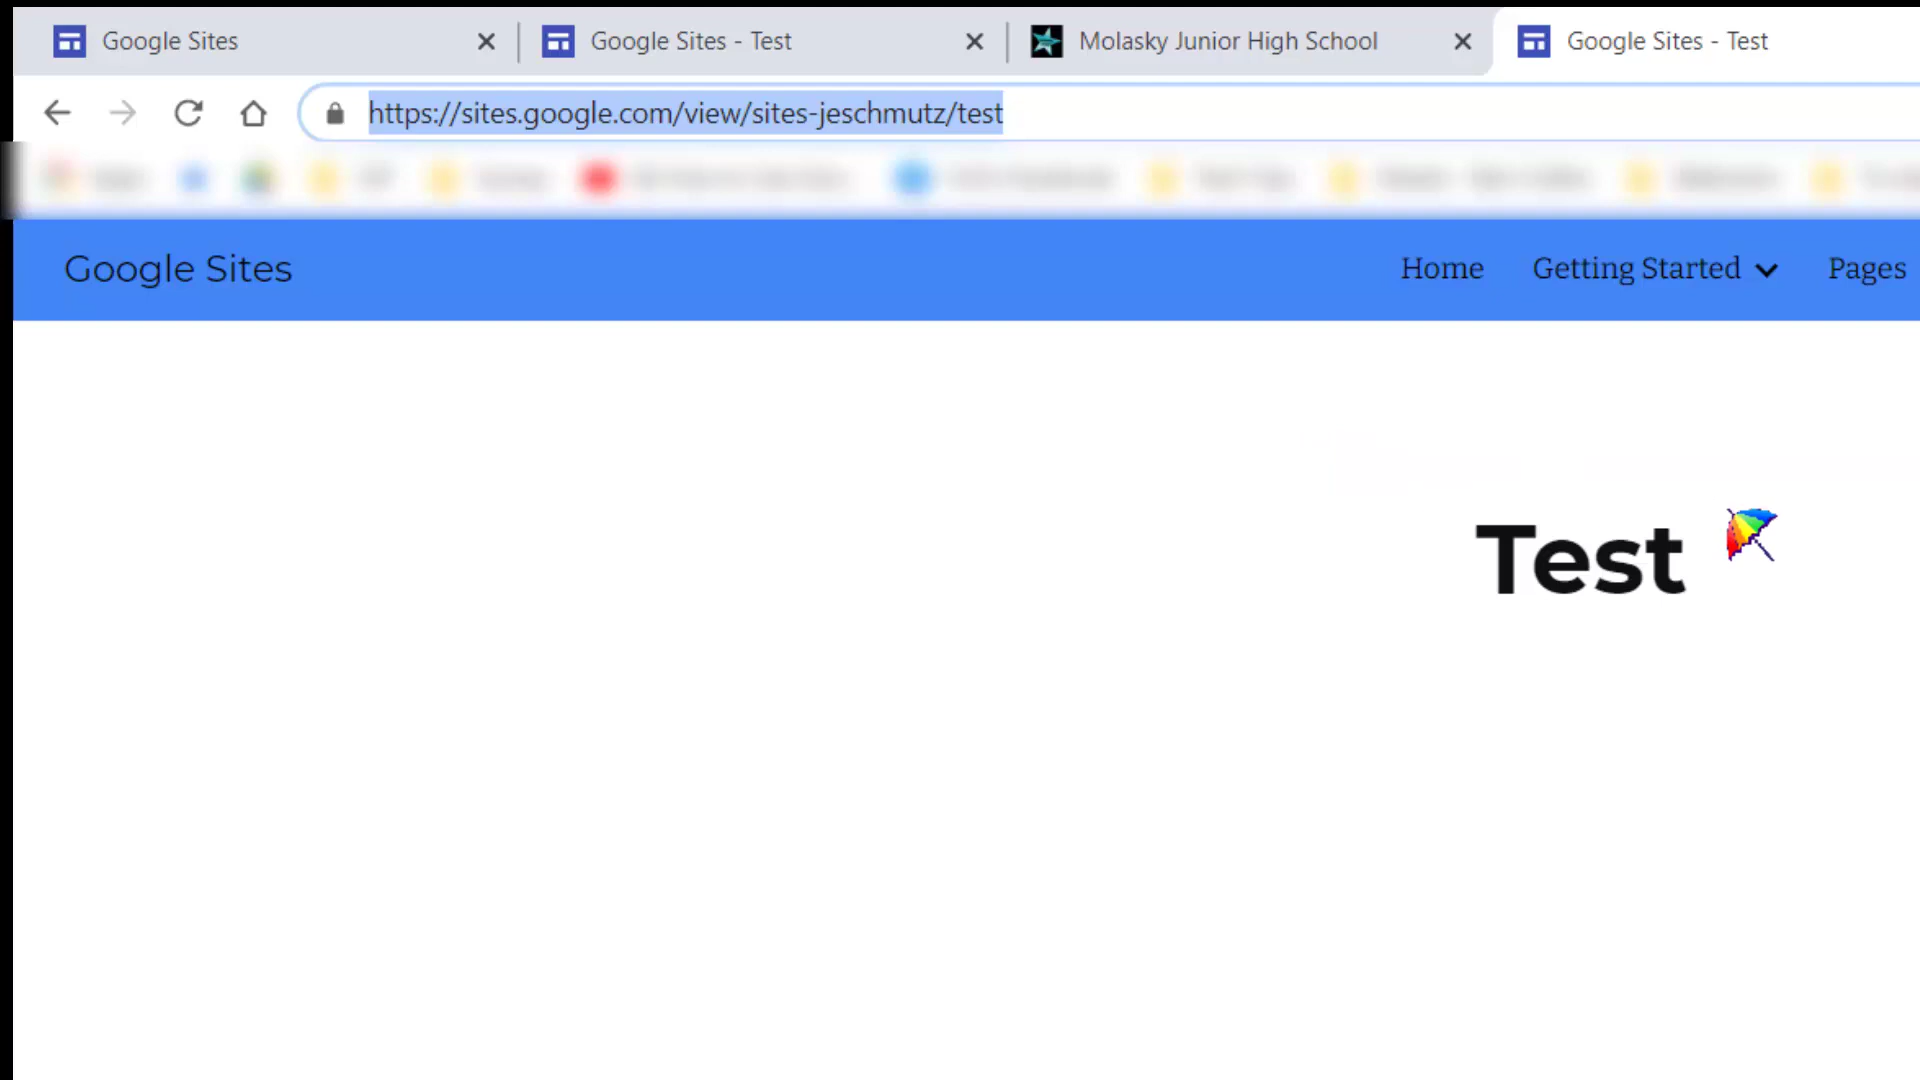 Google Sites
Google Sites - Test
Molasky Junior High School
Google Sites - Test
https://sites.google.com/view/sites-jeschmutz/test
Google Sites
Home
Getting Started
Pages
Test